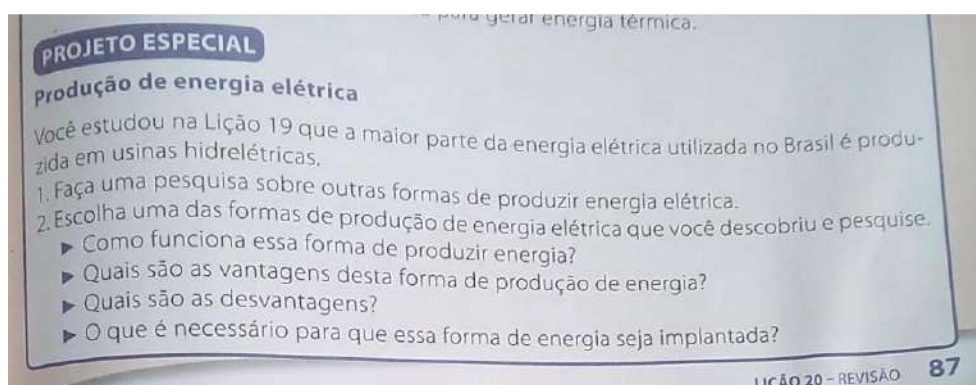 para gerar energia térmica.
PROJETO ESPECIAL
Produção de energia elétrica
Você estudou na Lição 19 que a maior parte da energia elétrica utilizada no Brasil é produ-
zida em usinas hidrelétricas.
1. Faça uma pesquisa sobre outras formas de produzir energia elétrica.
2. Escolha uma das formas de produção de energia elétrica que você descobriu e pesquise.
▶ Como funciona essa forma de produzir energia?
▶ Quais são as vantagens desta forma de produção de energia?
▶ Quais são as desvantagens?
▶ O que é necessário para que essa forma de energia seja implantada?
LIÇÃO 20 – REVISÃO 87